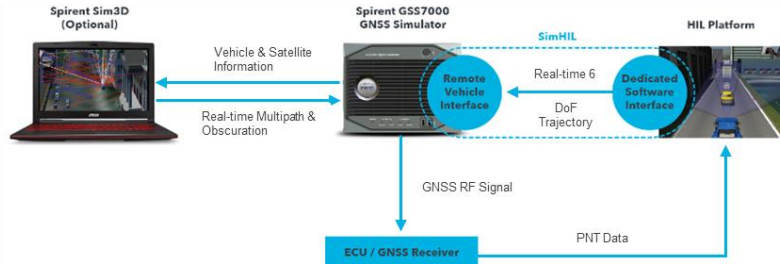 Spirent Sim3D
(Optional)
Spirent GSS7000
GNSS Simulator
HIL Platform
SimHIL
Vehicle & Satellite
Information
Real-time Multipath &
Obscuration
Remote
Vehicle
Interface
Real-time 6
DoF
Trajectory
Dedicated
Software
Interface
GNSS RF Signal
ECU / GNSS Receiver
PNT Data